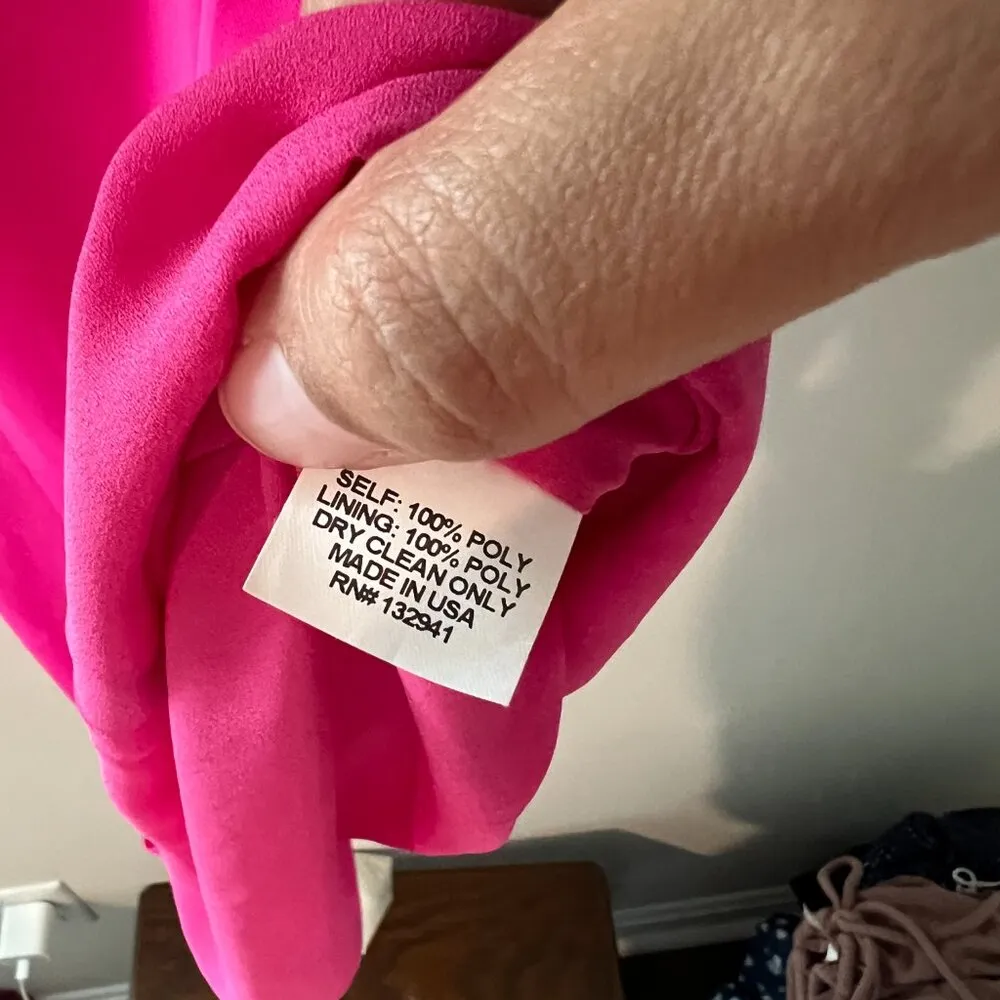 SELF: 100% POLY
LINING: 100% POLY
DRY CLEAN ONLY
MADE IN USA
RN# 132941